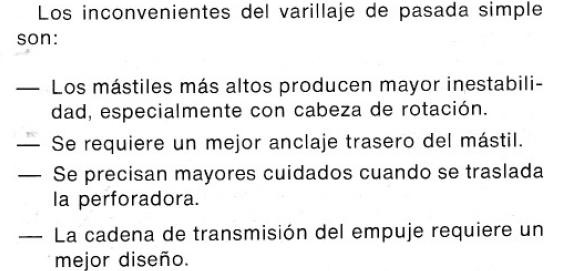 Los inconvenientes del varillaje de pasada simple
son:
— Los mástiles más altos producen mayor inestabili-
dad, especialmente con cabeza de rotación.
— Se requiere un mejor anclaje trasero del mástil.
— Se precisan mayores cuidados cuando se traslada
la perforadora.
— La cadena de transmisión del empuje requiere un
mejor diseño.